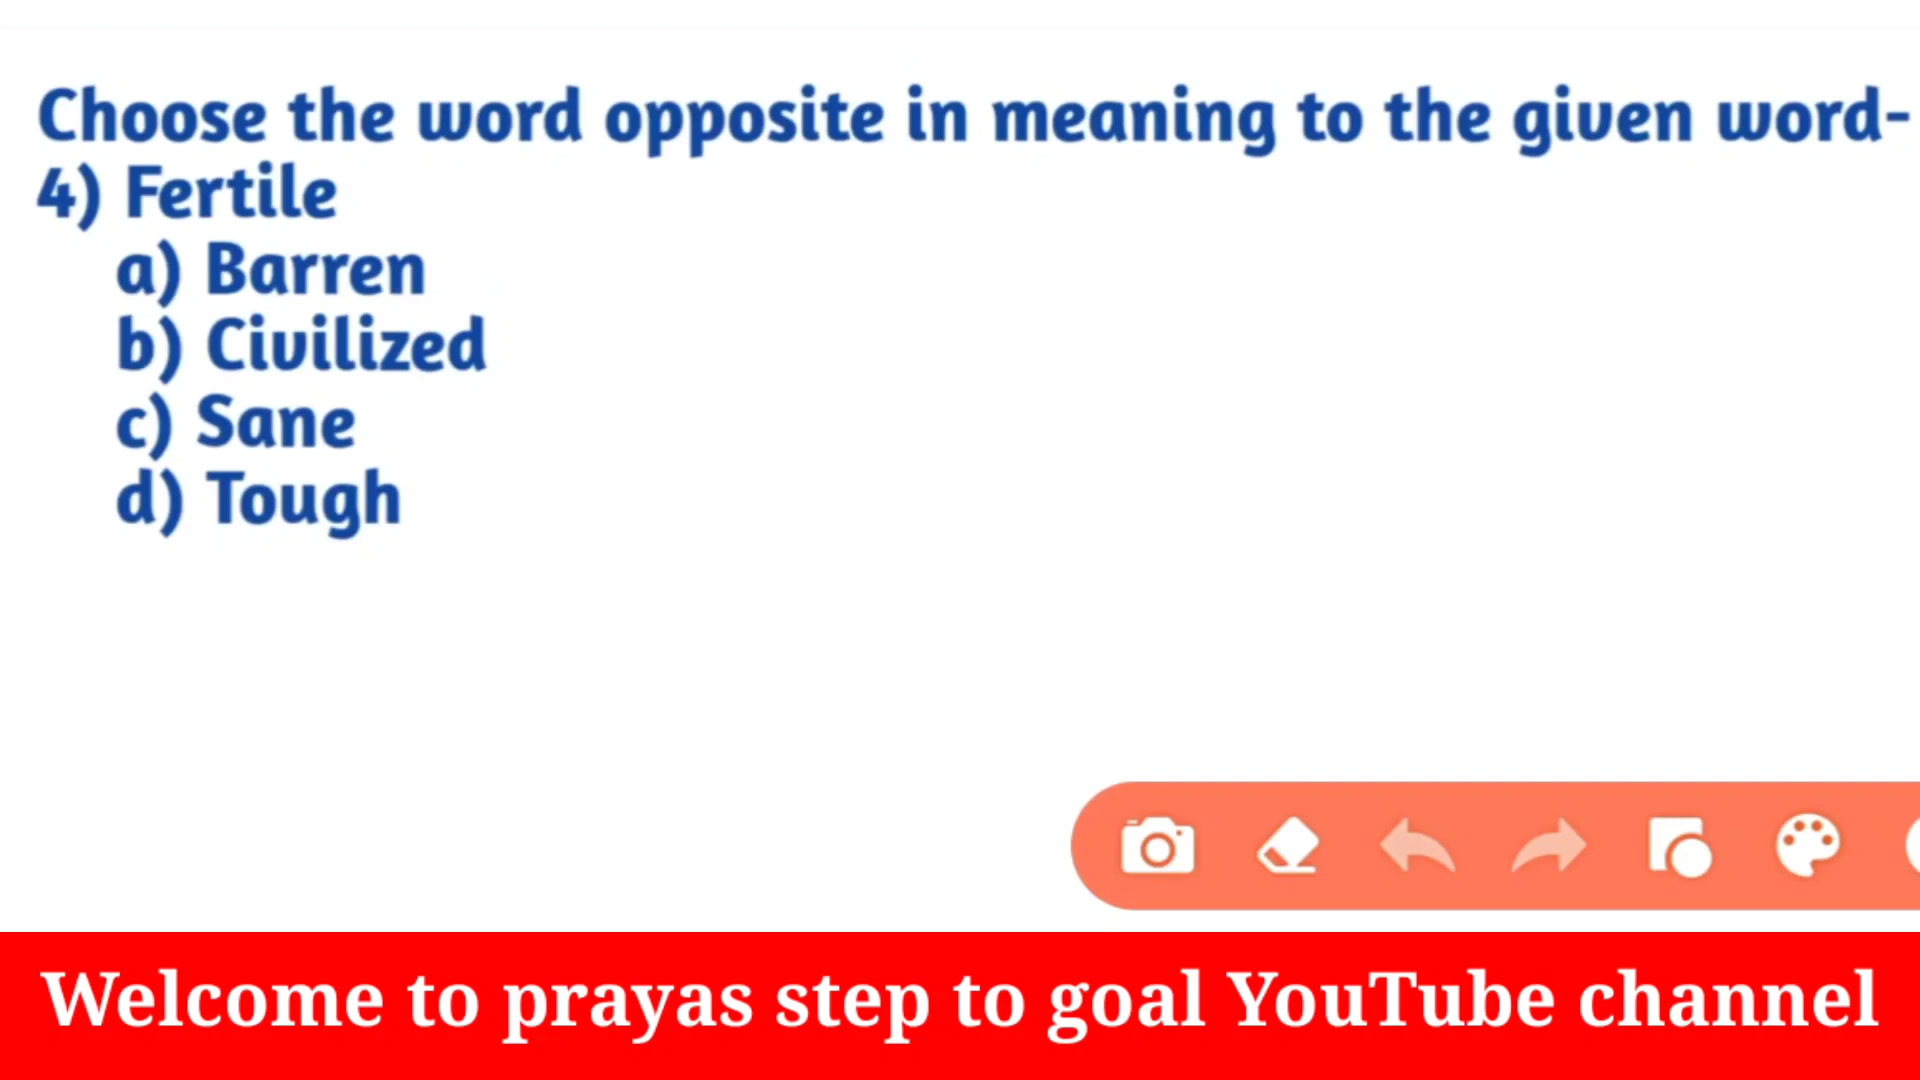 Choose the word opposite in meaning to the given word-
4) Fertile
a) Barren
b) Civilized
c) Sane
d) Tough
Welcome to prayas step to goal YouTube channel